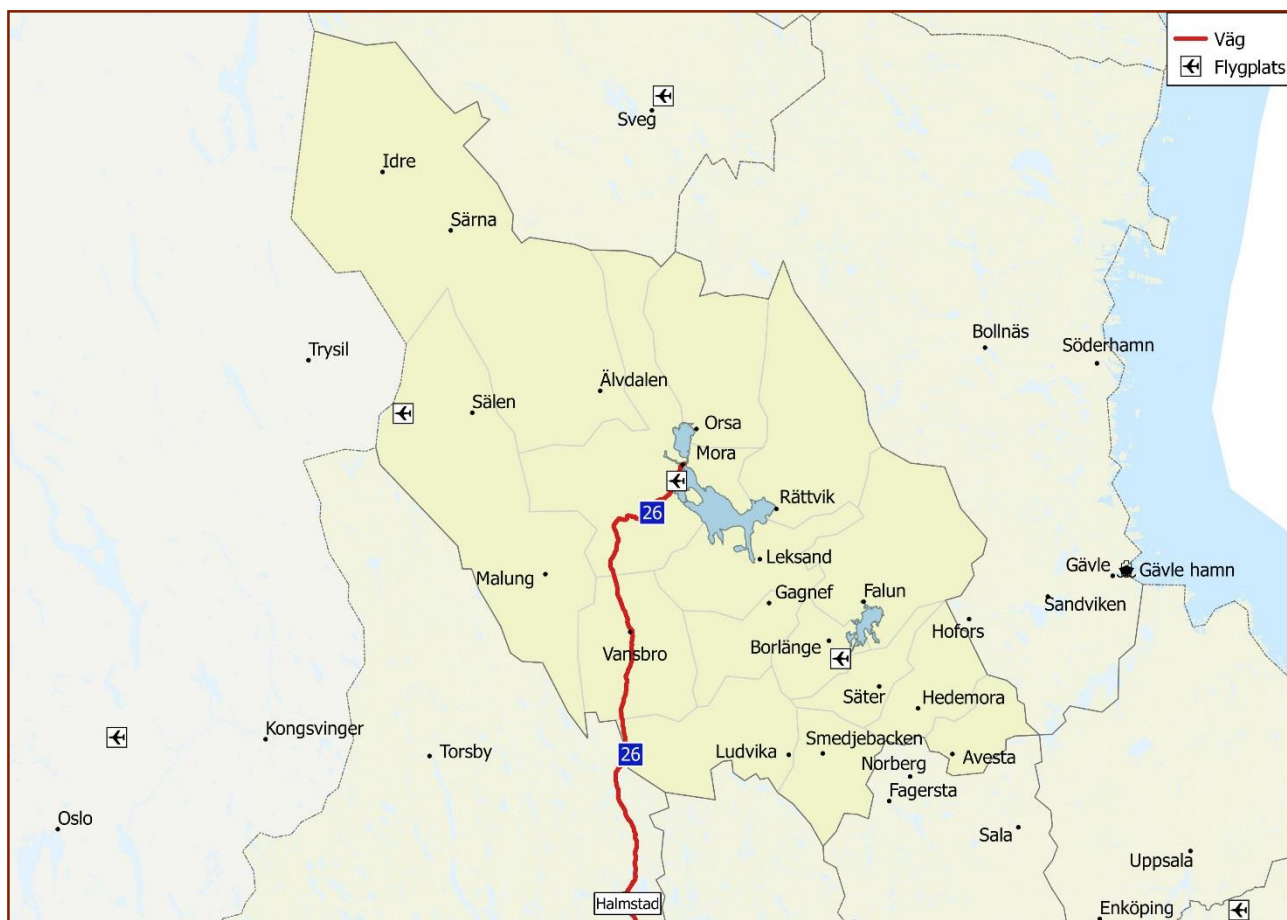 Väg
Flygplats
Sveg
Idre
Särna
Trysil
Bollnäs
Söderhamn
Älvdalen
Sälen
Orsa
Mora
26
Rättvik
Leksand
Malung
Gagnef
Falun
Gävle
Gävle hamn
Sandviken
Hofors
Borlänge
Vansbro
Säter
Hedemora
Kongsvinger
Torsby
26
Ludvika
Smedjebacken
Norberg
Avesta
Fagersta
Oslo
Sala
Uppsala
Halmstad
Enköping